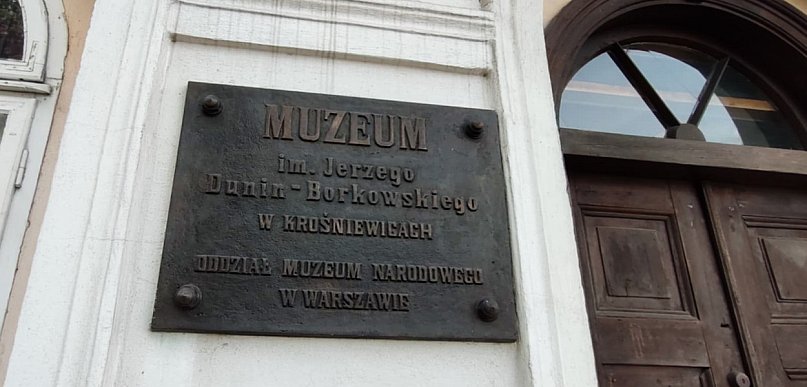 MUZEUM
im. Jerzego
Dunin-Borkowskiego
W KROŚNIEWICACH
ODDZIAŁ MUZEUM NARODOWEGO
W WARSZAWIE